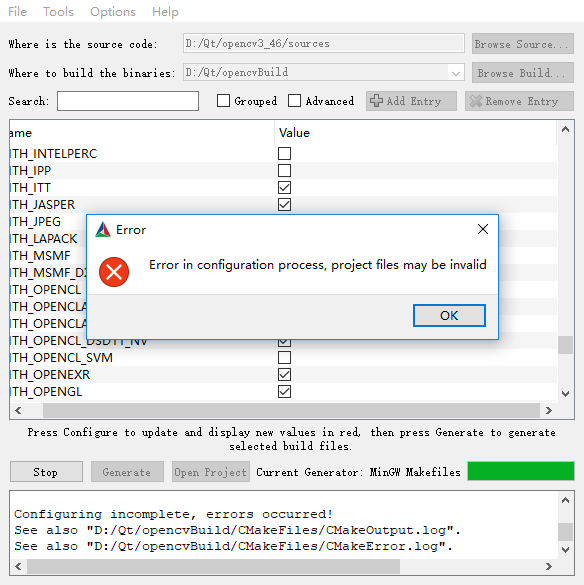 File Tools Options Help
Where is the source code: D:/Qt/opencv3_46/sources Browse Source...
Where to build the binaries: D:/Qt/opencvBuild Browse Build...
Search: Grouped Advanced Add Entry Remove Entry
ame Value
ITH_INTELPERC
ITH_IPP
ITH_ITT
ITH_JASPER
ITH_JPEG
ITH_LAPACK
ITH_MSMF
ITH_MSMF_DX
ITH_OPENCL
ITH_OPENCLA
ITH_OPENCLA
ITH_OPENCL_D3D11_NV
ITH_OPENCL_SVM
ITH_OPENEXR
ITH_OPENGL
Error
Error in configuration process, project files may be invalid
OK
Press Configure to update and display new values in red, then press Generate to generate
selected build files.
Stop Generate Open Project Current Generator: MinGW Makefiles
Configuring incomplete, errors occurred!
See also "D:/Qt/opencvBuild/CMakeFiles/CMakeOutput.log".
See also "D:/Qt/opencvBuild/CMakeFiles/CMakeError.log".